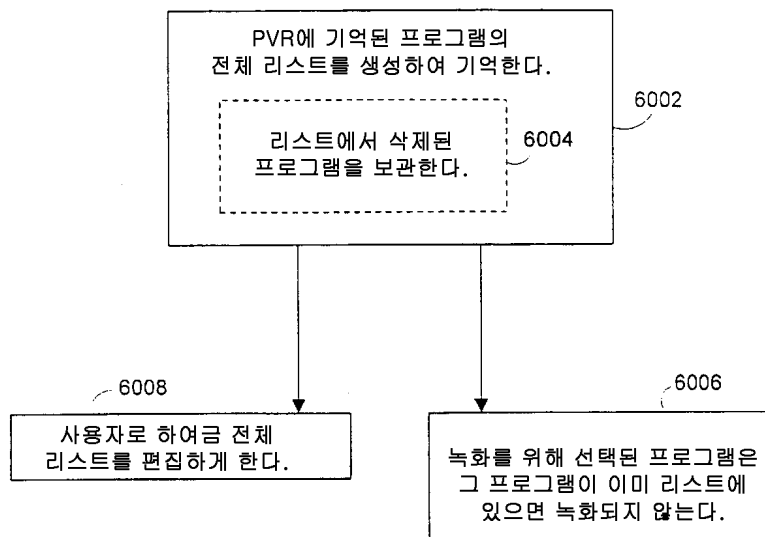 PVR에 기억된 프로그램의
전체 리스트를 생성하여 기억한다.
6002
리스트에서 삭제된
프로그램을 보관한다.
6004
6008
사용자로 하여금 전체
리스트를 편집하게 한다.
6006
녹화를 위해 선택된 프로그램은
그 프로그램이 이미 리스트에
있으면 녹화되지 않는다.